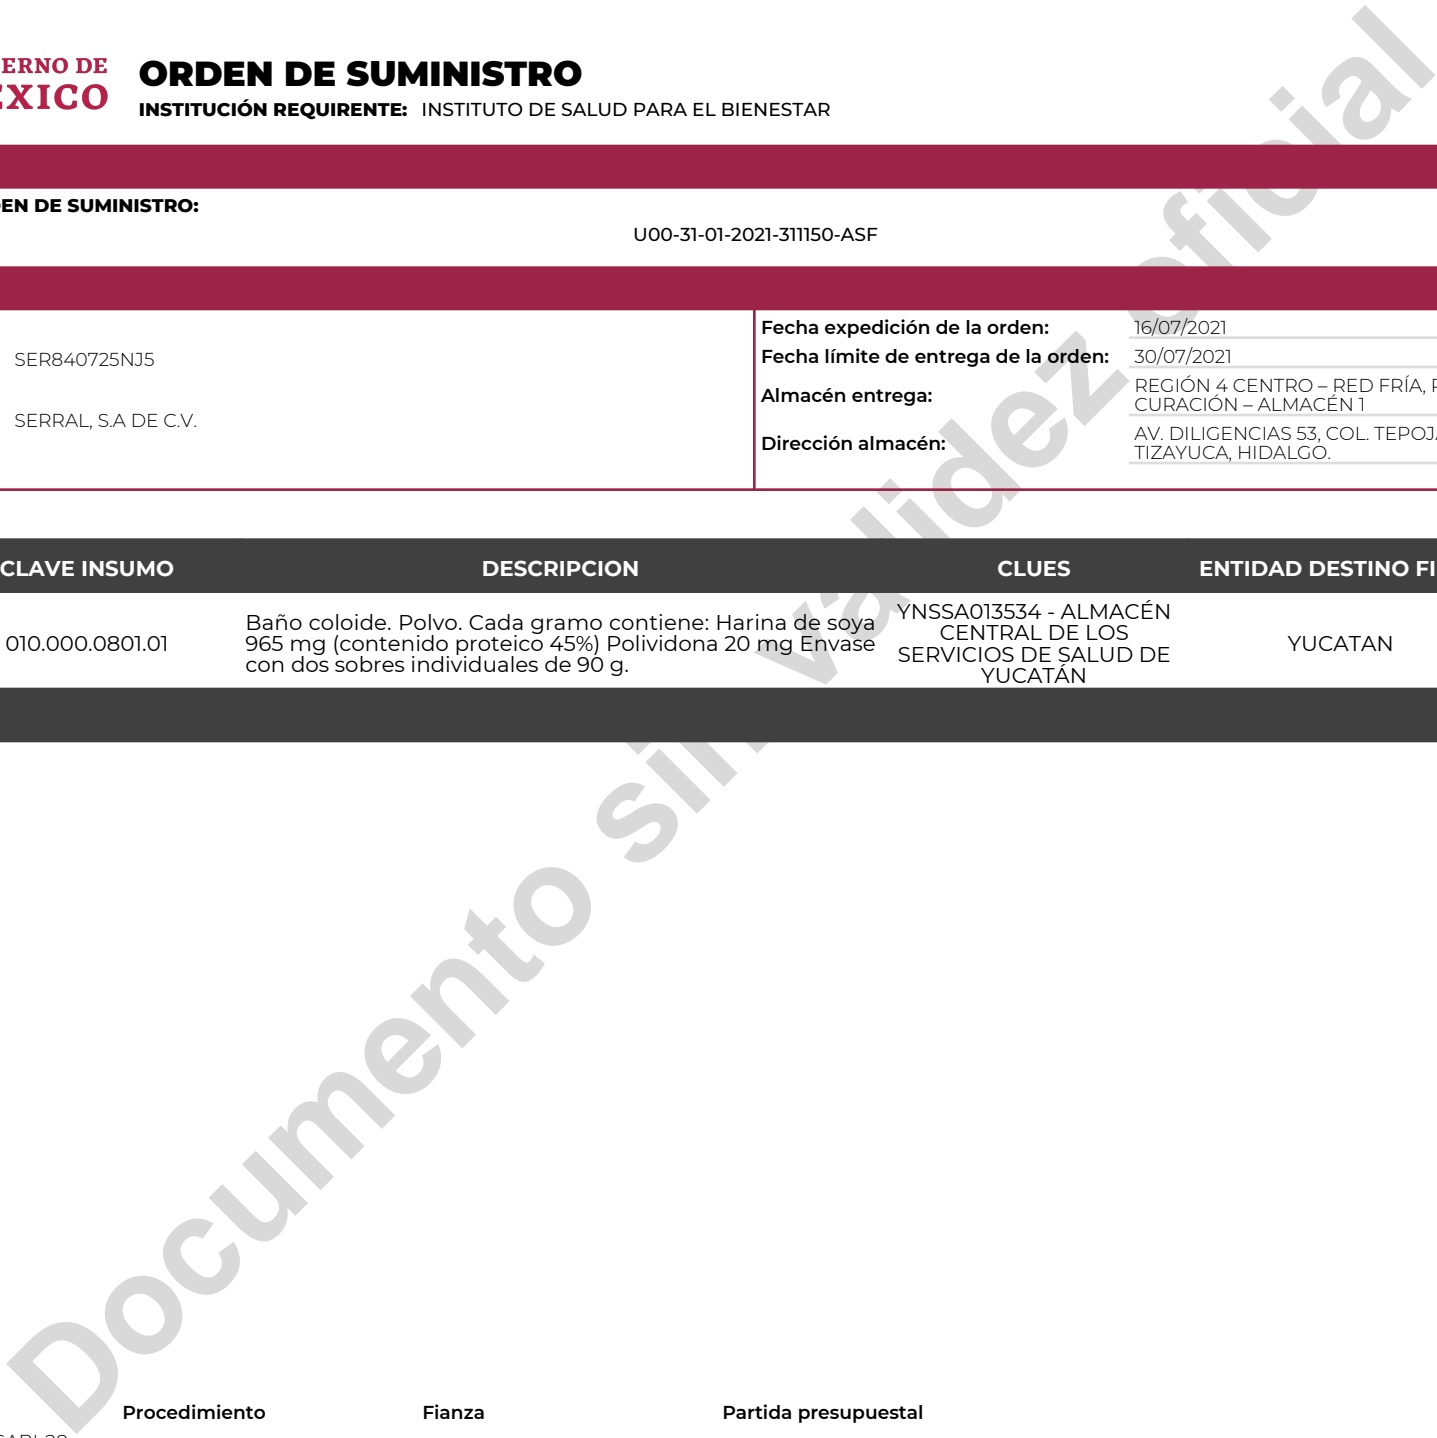 ERNO DE
ORDEN DE SUMINISTRO
XICO
INSTITUCIÓN REQUIRENTE: INSTITUTO DE SALUD PARA EL BIENESTAR
EN DE SUMINISTRO:
U00-31-01-2021-311150-ASF
SER840725NJ5
SERRAL, S.A DE C.V.
Fecha expedición de la orden: 16/07/2021
Fecha límite de entrega de la orden: 30/07/2021
Almacén entrega: REGIÓN 4 CENTRO – RED FRÍA,
CURACIÓN – ALMACÉN 1
Dirección almacén: AV. DILIGENCIAS 53, COL. TEPOJ
TIZAYUCA, HIDALGO.
CLAVE INSUMO DESCRIPCION CLUES ENTIDAD DESTINO FI
010.000.0801.01
Baño coloide. Polvo. Cada gramo contiene: Harina de soya
965 mg (contenido proteico 45%) Polividona 20 mg Envase
con dos sobres individuales de 90 g.
YNSSA013534 - ALMACÉN
CENTRAL DE LOS
SERVICIOS DE SALUD DE
YUCATÁN
YUCATAN
Documento sin validez oficial
Procedimiento Fianza Partida presupuestal